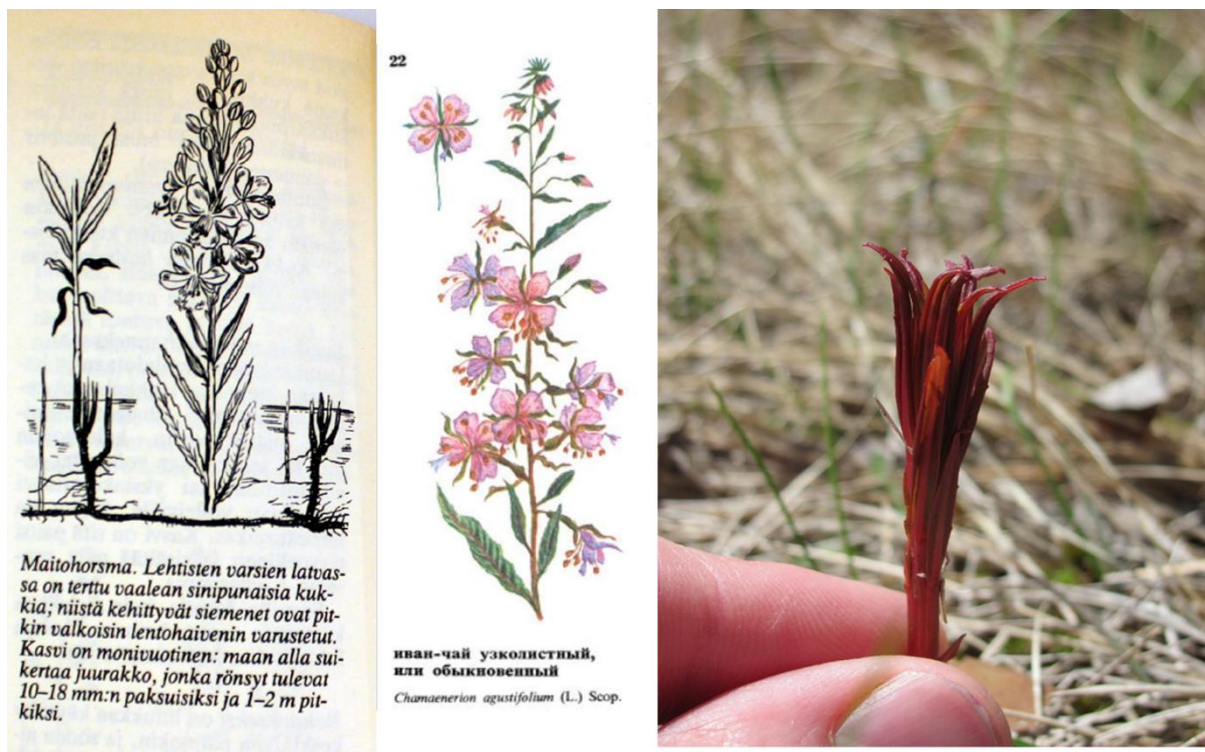 Maitohorsma. Lehtisten varsien latvas-
sa on terttu vaalean sinipunaisia kuk-
kia; niistä kehittyvät siemenet ovat pit-
kin valkoisin lentohaivenin varustetut.
Kasvi on monivuotinen: maan alla sui-
kertaa juurakko, jonka rönsyt tulevat
10–18 mm:n paksuisiksi ja 1–2 m pit-
kiksi.
22
иван-чай узколистный,
или обыкновенный
Chamaenerion agustifolium (L.) Scop.